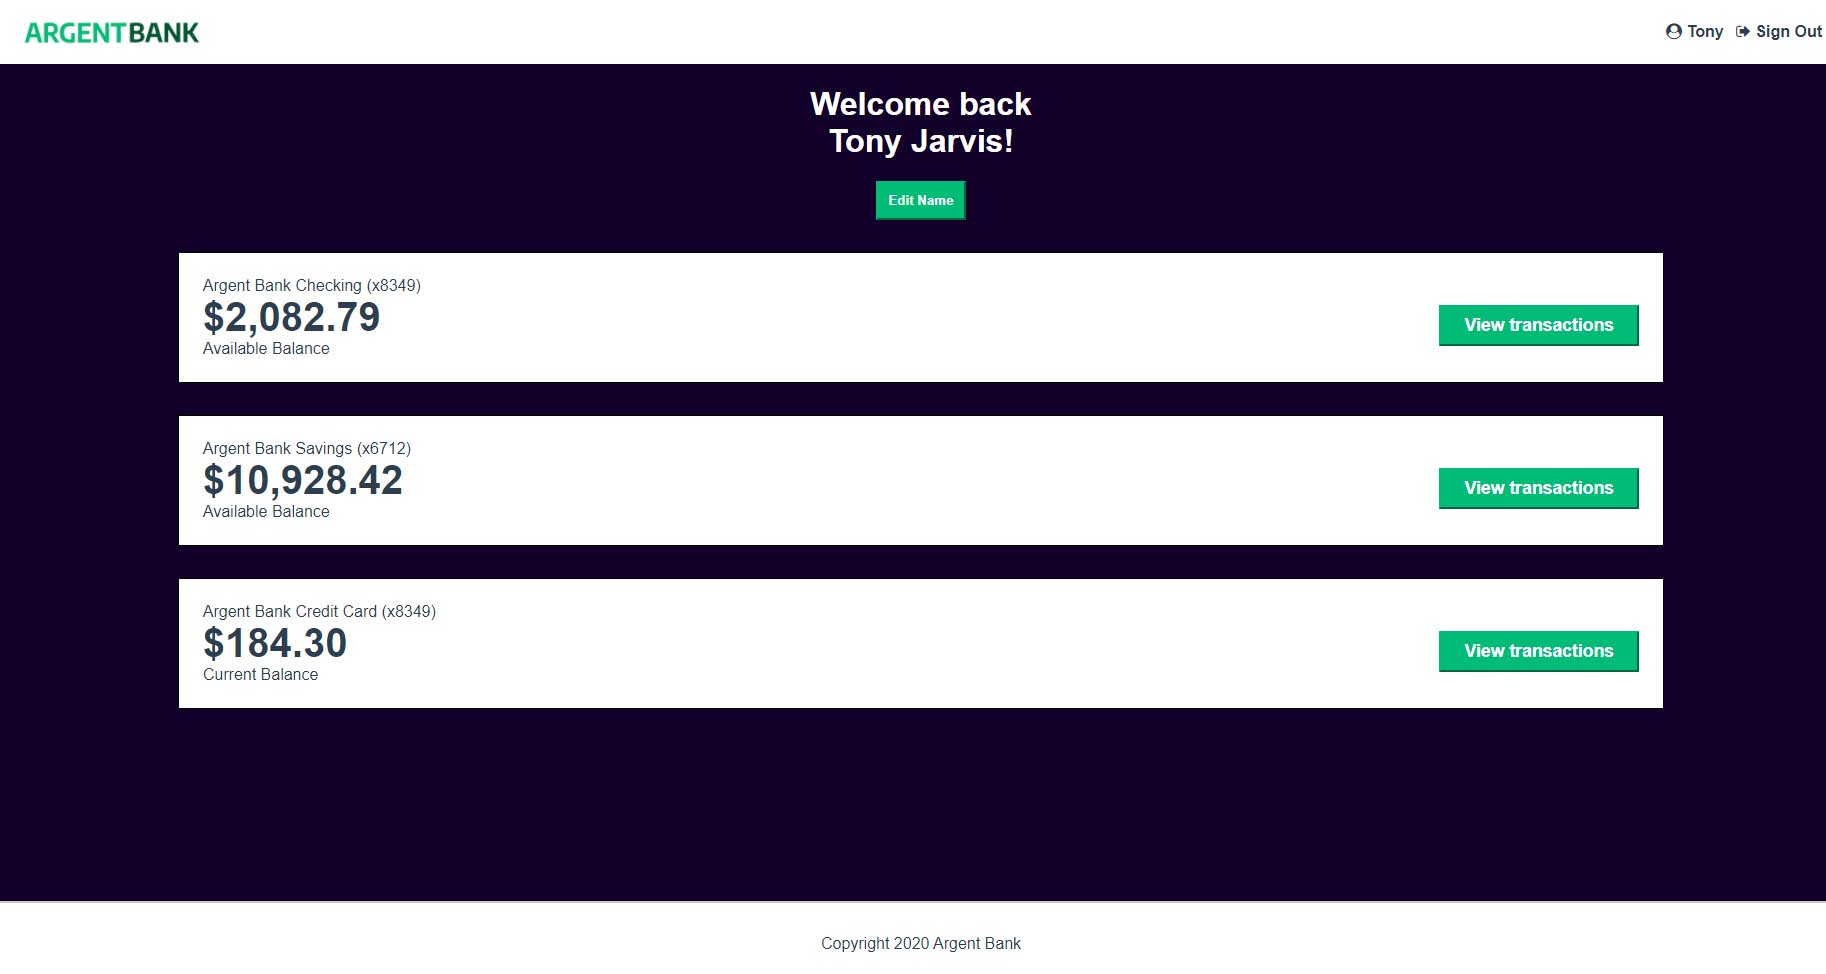 ARGENTBANK
Tony Sign Out
Welcome back
Tony Jarvis!
Edit Name
Argent Bank Checking (x8349)
$2,082.79
Available Balance
View transactions
Argent Bank Savings (x6712)
$10,928.42
Available Balance
View transactions
Argent Bank Credit Card (x8349)
$184.30
Current Balance
View transactions
Copyright 2020 Argent Bank